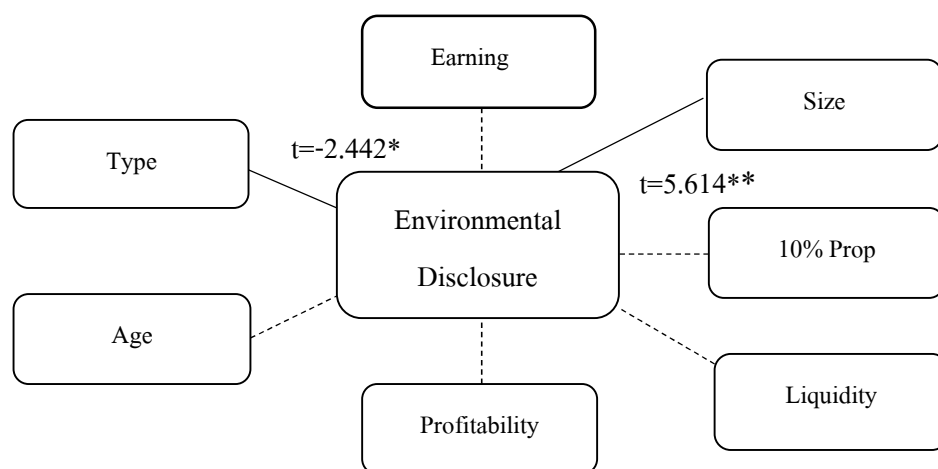 Earning
Size
Type
t=-2.442*
t=5.614**
Environmental
Disclosure
10% Prop
Age
Liquidity
Profitability